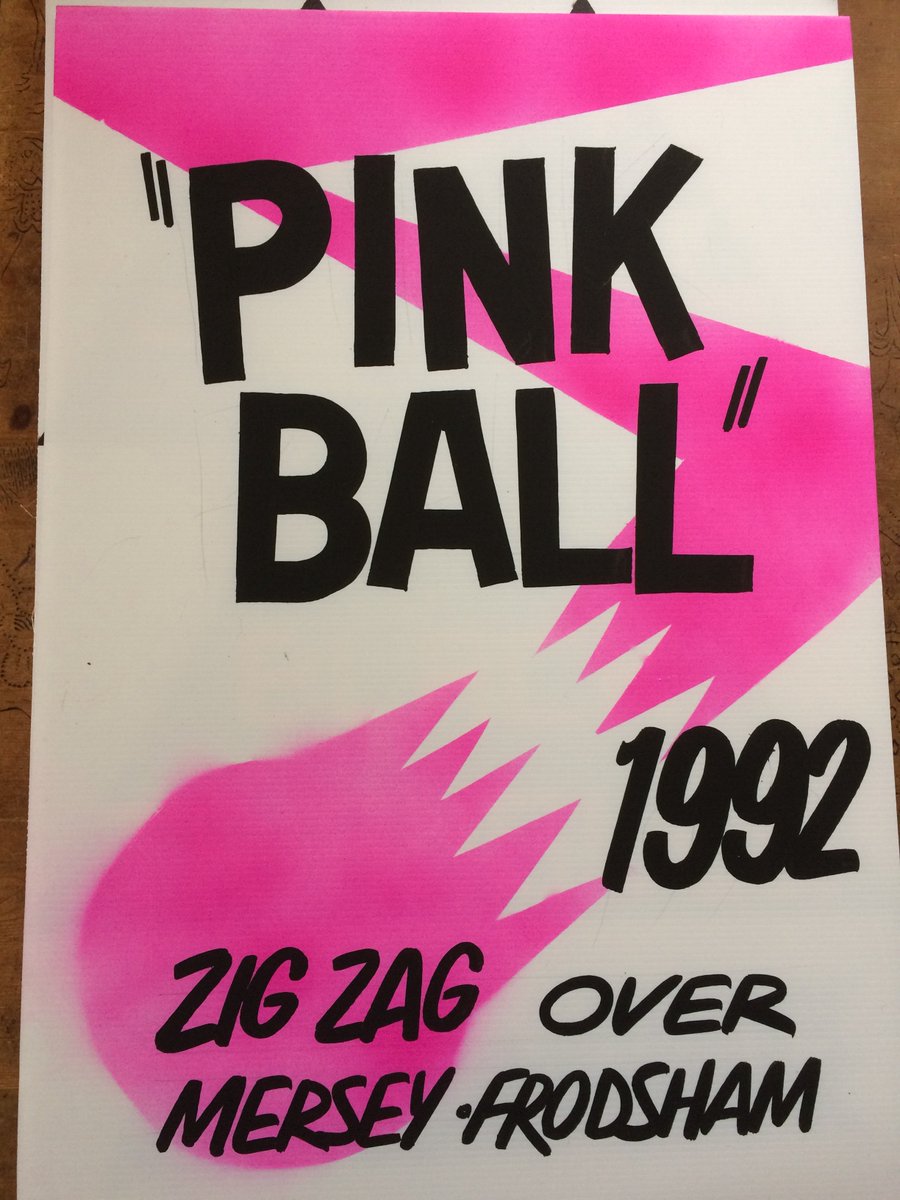 "PINK
BALL"
1992
ZIG ZAG OVER
MERSEY · FRODSHAM